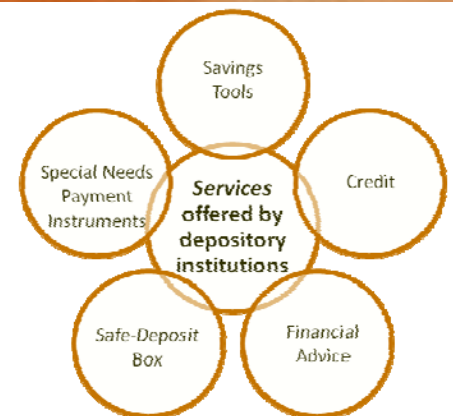 Savings
Tools
Special Needs
Payment
Instruments
Services
offered by
depository
institutions
Credit
Safe-Deposit
Box
Financial
Advice